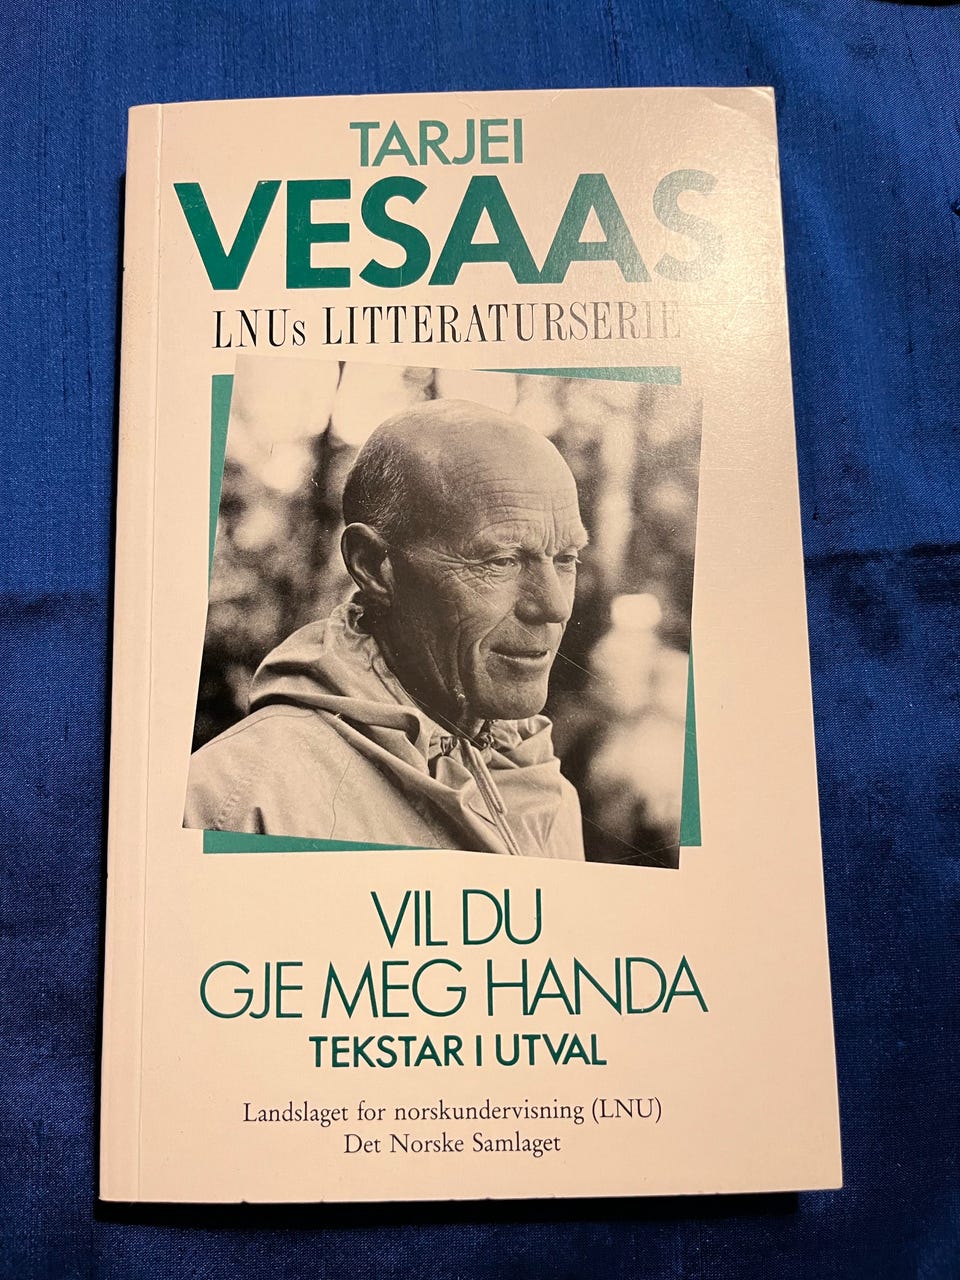 TARJEI
VESAAS
LNUs LITTERATURSERIE
VIL DU
GJE MEG HANDA
TEKSTAR I UTVAL
Landslaget for norskundervisning (LNU)
Det Norske Samlaget